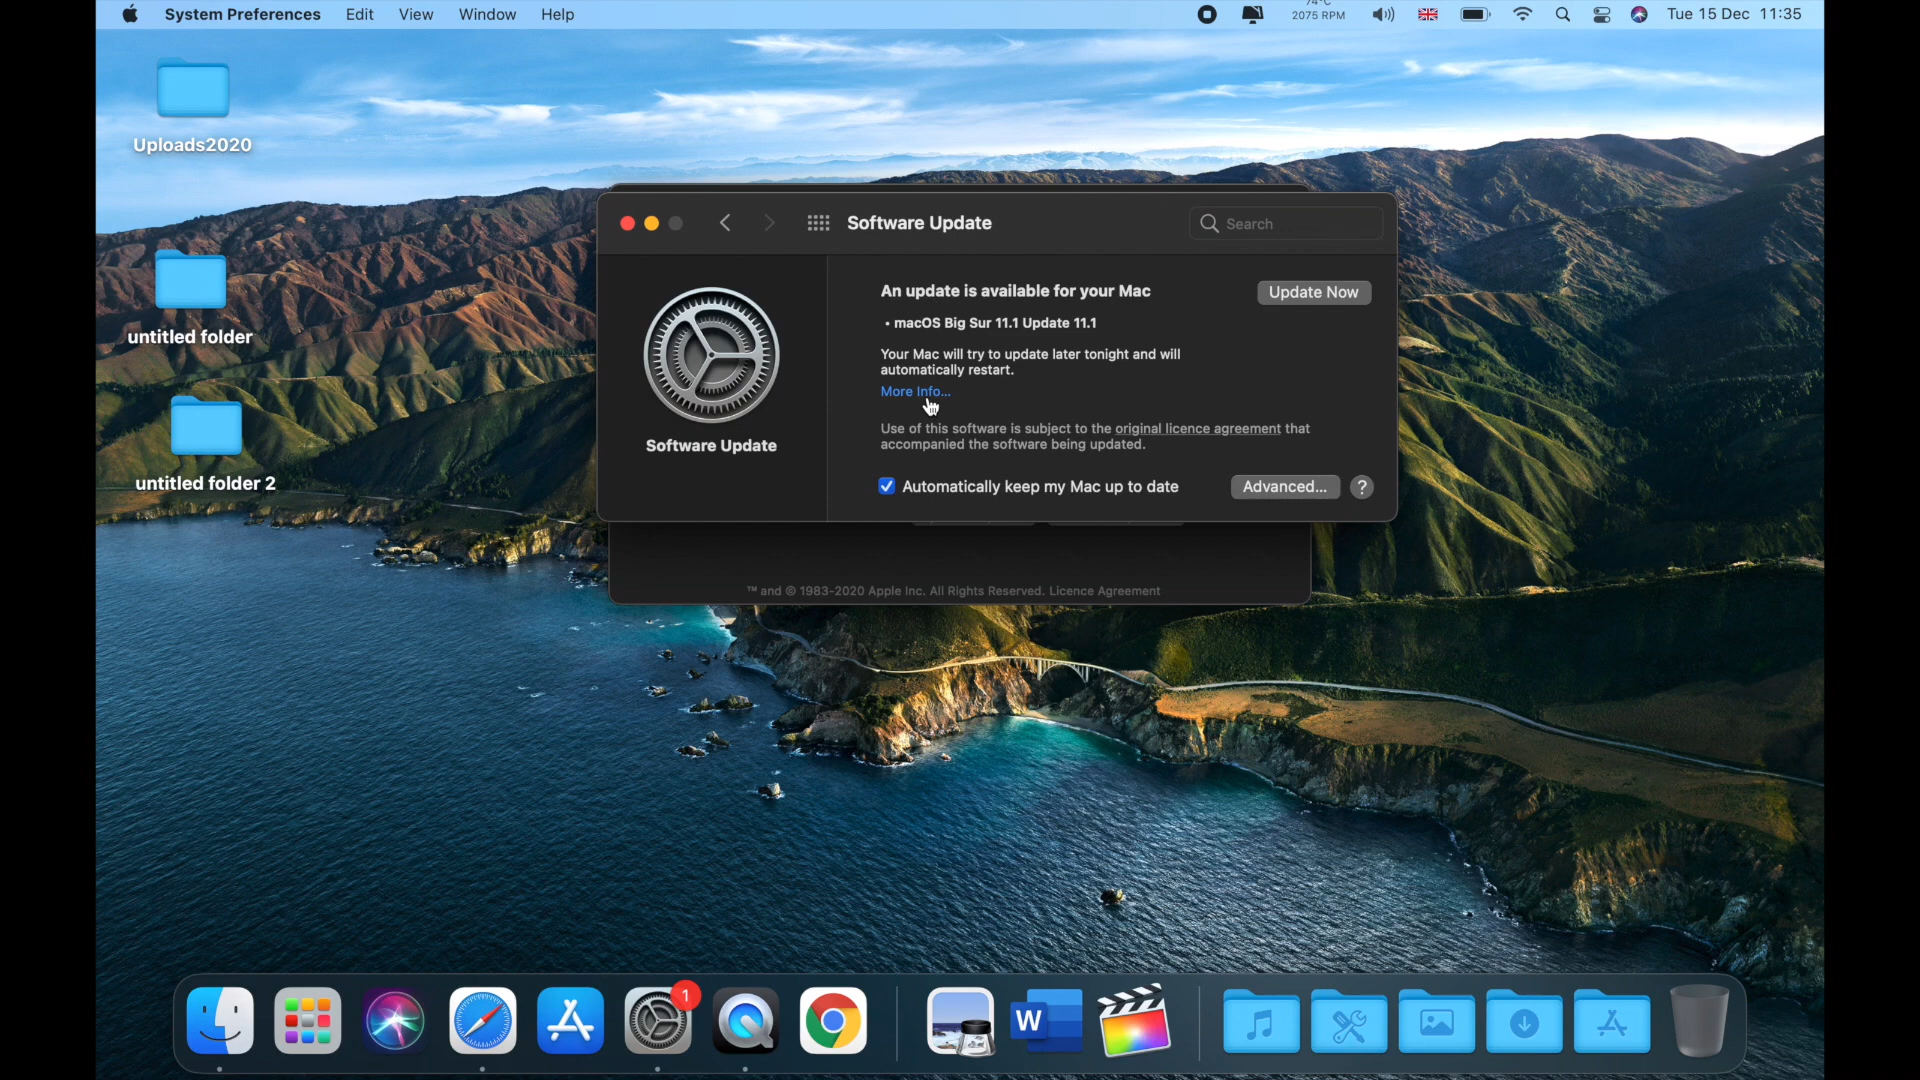 System Preferences Edit View Window Help
2075 RPM
Tue 15 Dec 11:35
Uploads2020
untitled folder
untitled folder 2
Software Update
Search
An update is available for your Mac
Update Now
• macOS Big Sur 11.1 Update 11.1
Your Mac will try to update later tonight and will
automatically restart.
More Info...
Use of this software is subject to the original licence agreement that
accompanied the software being updated.
Software Update
Automatically keep my Mac up to date
Advanced...
?
™ and © 1983-2020 Apple Inc. All Rights Reserved. Licence Agreement
1
W